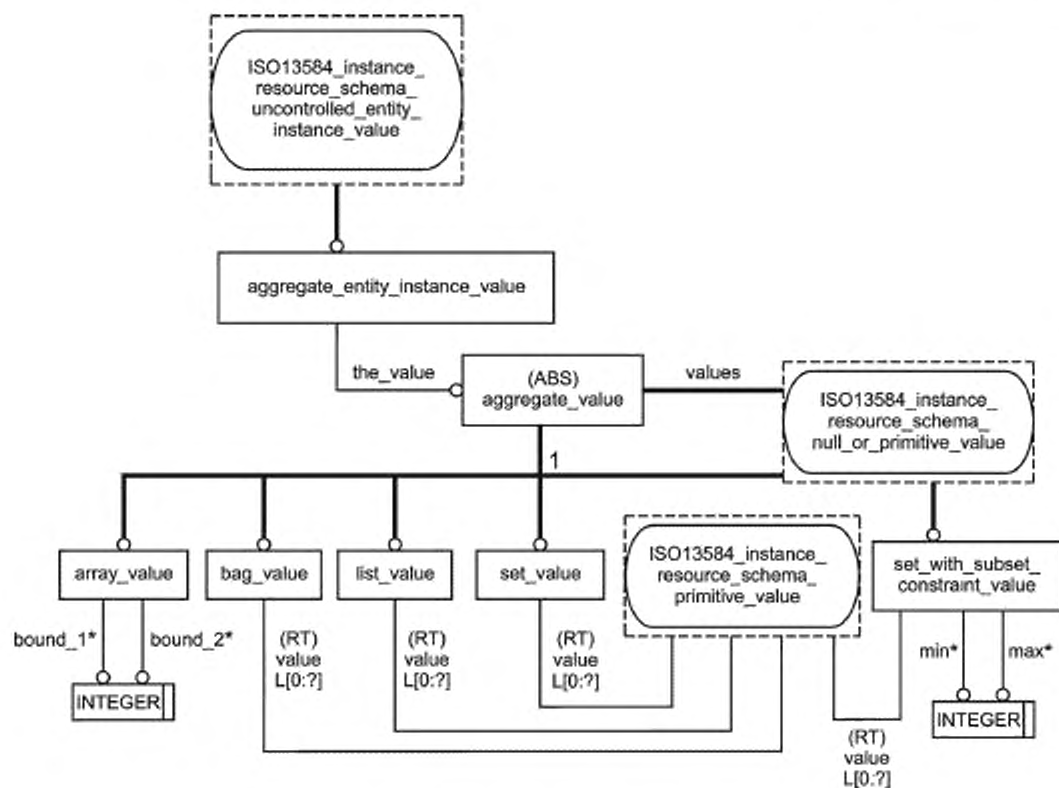 ISO13584_instance_
resource_schema_
uncontrolled_entity_
instance_value
aggregate_entity_instance_value
the_value
(ABS)
aggregate_value
values
ISO13584_instance_
resource_schema_
null_or_primitive_value
1
array_value
bag_value
list_value
set_value
ISO13584_instance_
resource_schema_
primitive_value
set_with_subset_
constraint_value
bound_1*
bound_2*
(RT)
value
L[0:?]
(RT)
value
L[0:?]
(RT)
value
L[0:?]
min*
max*
INTEGER
INTEGER
(RT)
value
L[0:?]